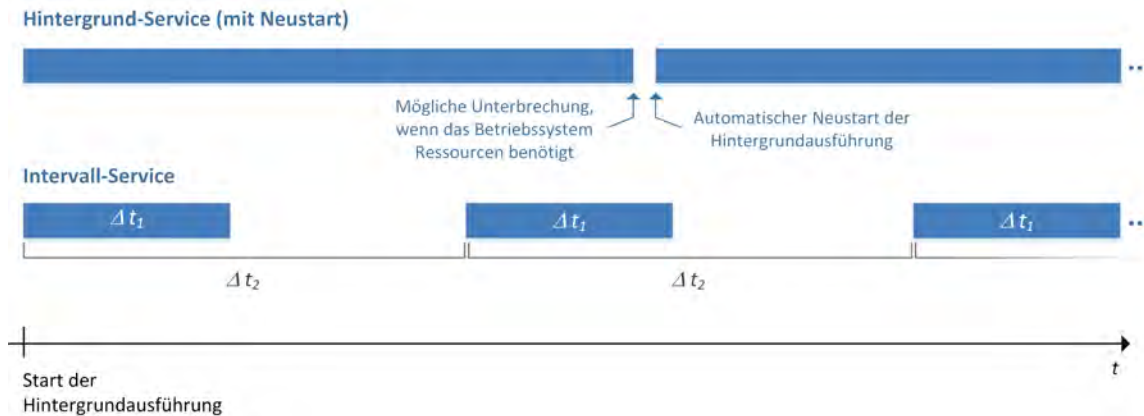 Hintergrund-Service (mit Neustart)
..
Mögliche Unterbrechung,
wenn das Betriebssystem
Ressourcen benötigt
Automatischer Neustart der
Hintergrundausführung
Intervall-Service
Δt₁
Δt₁
Δt₁
..
Δt₂
Δt₂
t
Start der
Hintergrundausführung